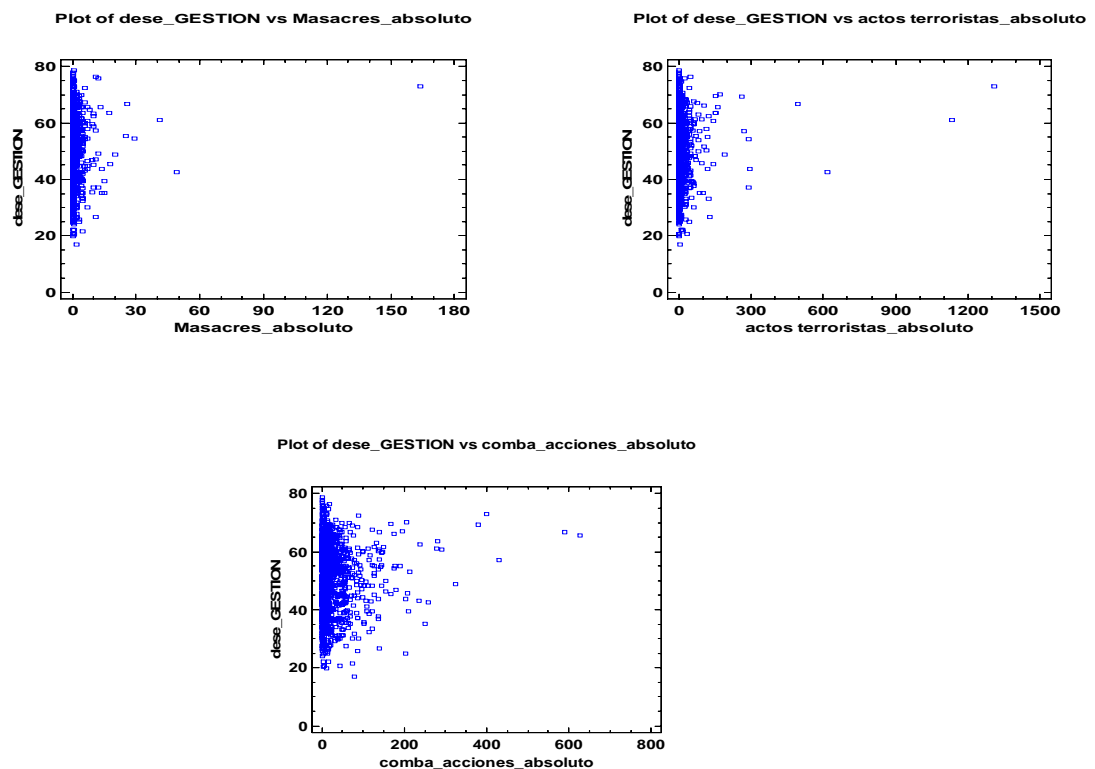 Plot of dese_GESTION vs Masacres_absoluto
80
60
40
20
0
dese_GESTION
0 30 60 90 120 150 180
Masacres_absoluto
Plot of dese_GESTION vs actos terroristas_absoluto
80
60
40
20
0
dese_GESTION
0 300 600 900 1200 1500
actos terroristas_absoluto
Plot of dese_GESTION vs comba_acciones_absoluto
80
60
40
20
0
dese_GESTION
0 200 400 600 800
comba_acciones_absoluto